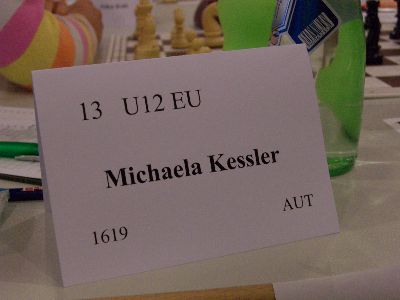 13 U12 EU
Michaela Kessler
1619 AUT